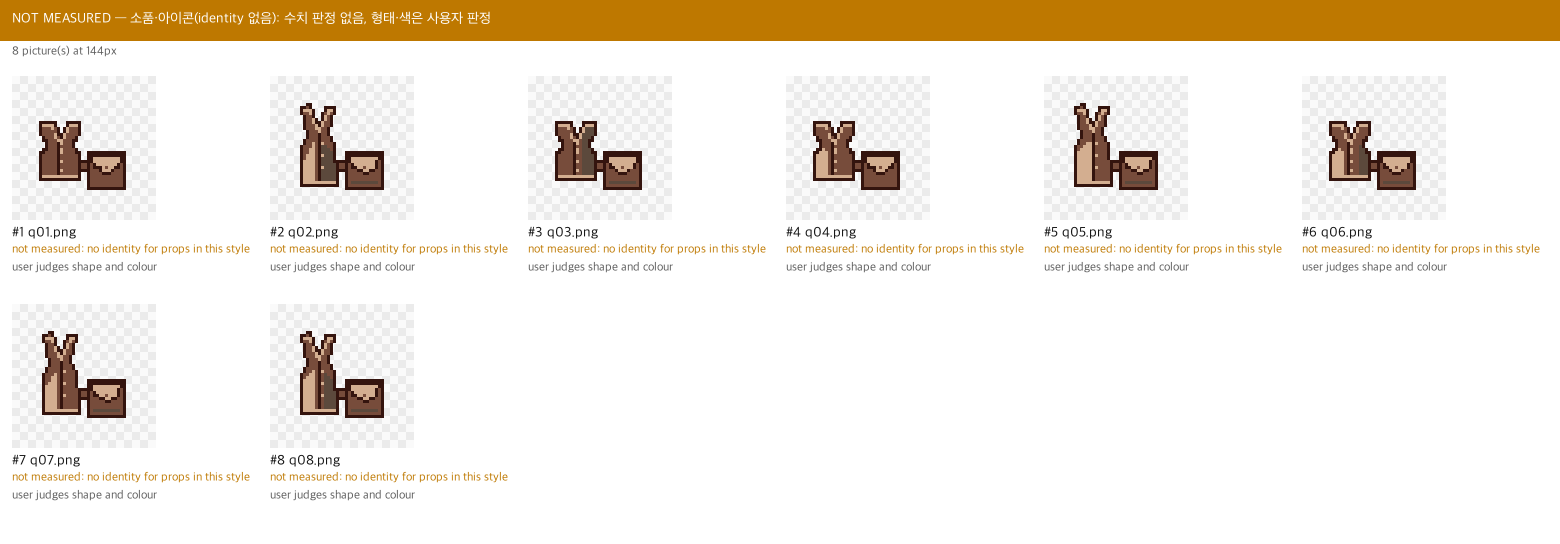 NOT MEASURED — 소품·아이콘(identity 없음): 수치 판정 없음, 형태·색은 사용자 판정
8 picture(s) at 144px
#1 q01.png
not measured: no identity for props in this style
user judges shape and colour
#2 q02.png
not measured: no identity for props in this style
user judges shape and colour
#3 q03.png
not measured: no identity for props in this style
user judges shape and colour
#4 q04.png
not measured: no identity for props in this style
user judges shape and colour
#5 q05.png
not measured: no identity for props in this style
user judges shape and colour
#6 q06.png
not measured: no identity for props in this style
user judges shape and colour
#7 q07.png
not measured: no identity for props in this style
user judges shape and colour
#8 q08.png
not measured: no identity for props in this style
user judges shape and colour